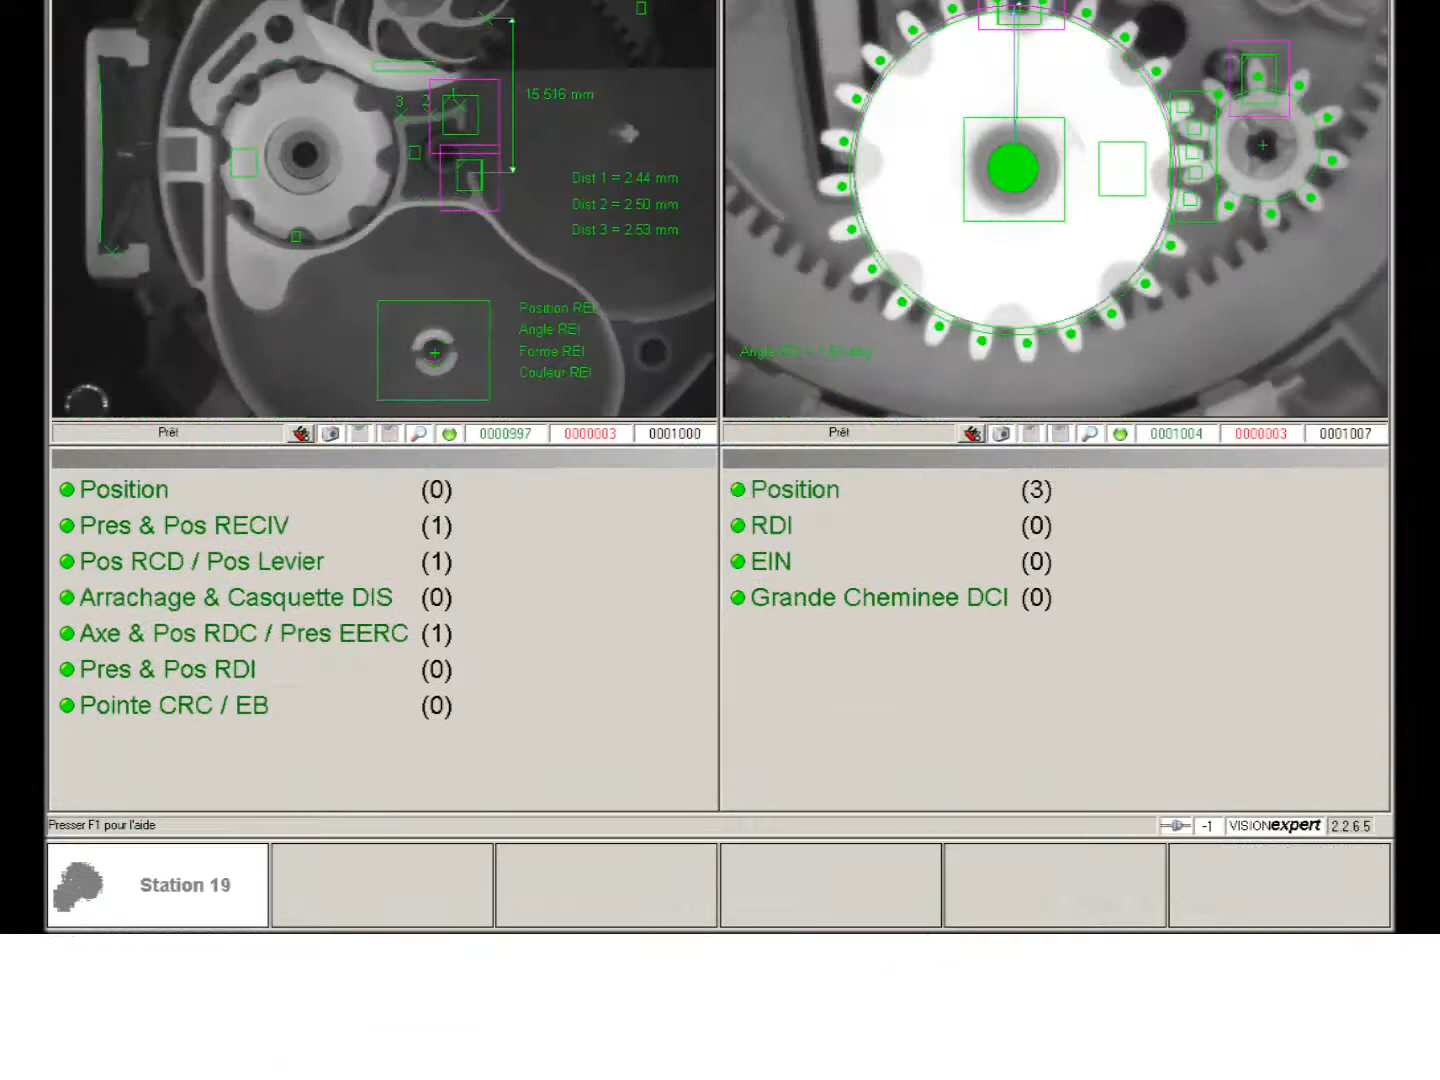 15.516 mm
3 2 1
Dist 1 = 2.44 mm
Dist 2 = 2.50 mm
Dist 3 = 2.53 mm
Position REI
Angle REI
Forme REI
Couleur REI
Prêt
0000997
0000003
0001000
Prêt
0001004
0000003
0001007
Position (0)
Pres & Pos RECIV (1)
Pos RCD / Pos Levier (1)
Arrachage & Casquette DIS (0)
Axe & Pos RDC / Pres EERC (1)
Pres & Pos RDI (0)
Pointe CRC / EB (0)
Position (3)
RDI (0)
EIN (0)
Grande Cheminee DCI (0)
Presser F1 pour l'aide
-1
VISIONexpert
2.2.6.5
Station 19